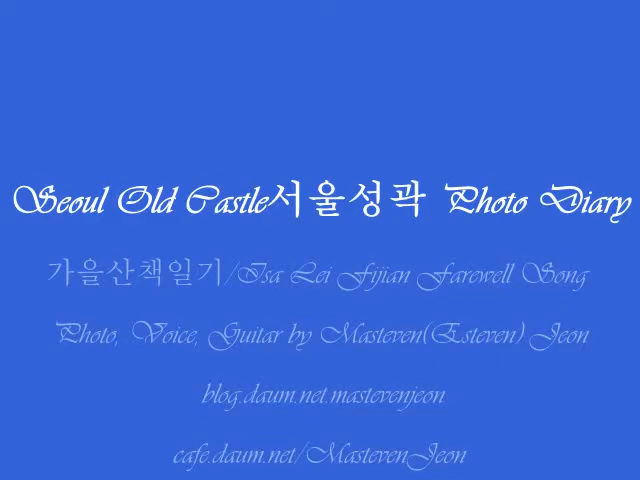 Seoul Old Castle서울성곽 Photo Diary
가을산책일기/Isa Lei Fijian Farewell Song
Photo, Voice, Guitar by Masteven(Esteven) Jeon
blog.daum.net.mastevenjeon
cafe.daum.net/MastevenJeon